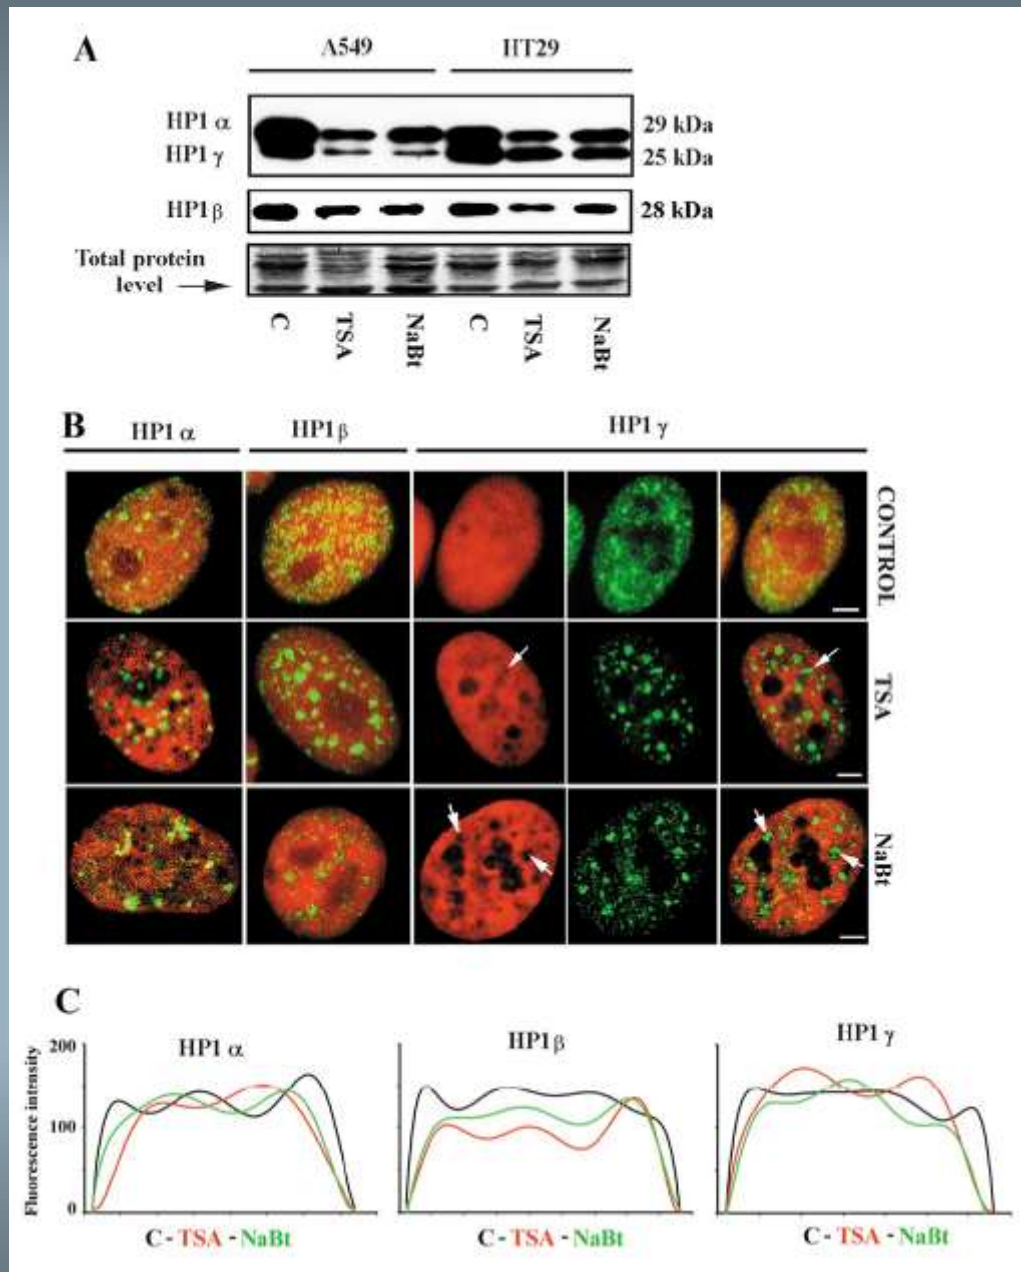 A
A549 HT29
HP1 α 29 kDa
HP1 γ 25 kDa
HP1 β 28 kDa
Total protein
level
C TSA NaBt C TSA NaBt
B
HP1 α HP1 β HP1 γ
CONTROL
TSA
NaBt
C
HP1 α HP1 β HP1 γ
Fluorescence intensity
200
100
0
C - TSA - NaBt C - TSA - NaBt C - TSA - NaBt